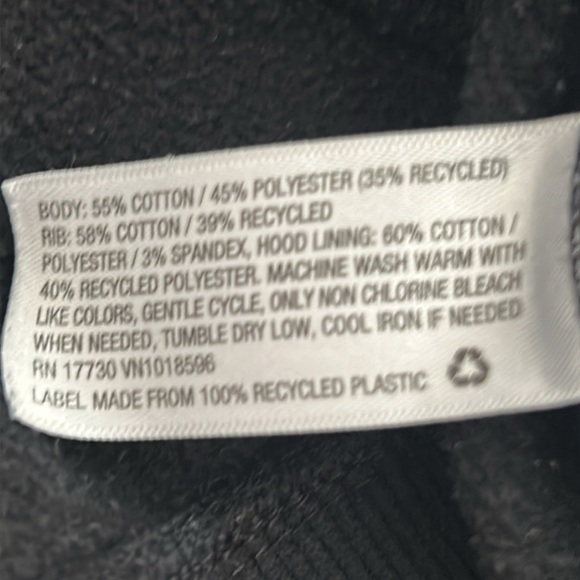 BODY: 55% COTTON / 45% POLYESTER (35% RECYCLED)
RIB: 58% COTTON / 39% RECYCLED
POLYESTER / 3% SPANDEX, HOOD LINING: 60% COTTON /
40% RECYCLED POLYESTER. MACHINE WASH WARM WITH
LIKE COLORS, GENTLE CYCLE, ONLY NON CHLORINE BLEACH
WHEN NEEDED, TUMBLE DRY LOW, COOL IRON IF NEEDED
RN 17730 VN1018596
LABEL MADE FROM 100% RECYCLED PLASTIC